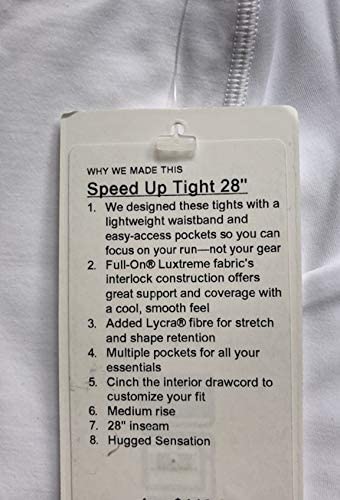 WHY WE MADE THIS
Speed Up Tight 28"
1. We designed these tights with a
lightweight waistband and
easy-access pockets so you can
focus on your run—not your gear
2. Full-On® Luxtreme fabric's
interlock construction offers
great support and coverage with
a cool, smooth feel
3. Added Lycra® fibre for stretch
and shape retention
4. Multiple pockets for all your
essentials
5. Cinch the interior drawcord to
customize your fit
6. Medium rise
7. 28" inseam
8. Hugged Sensation